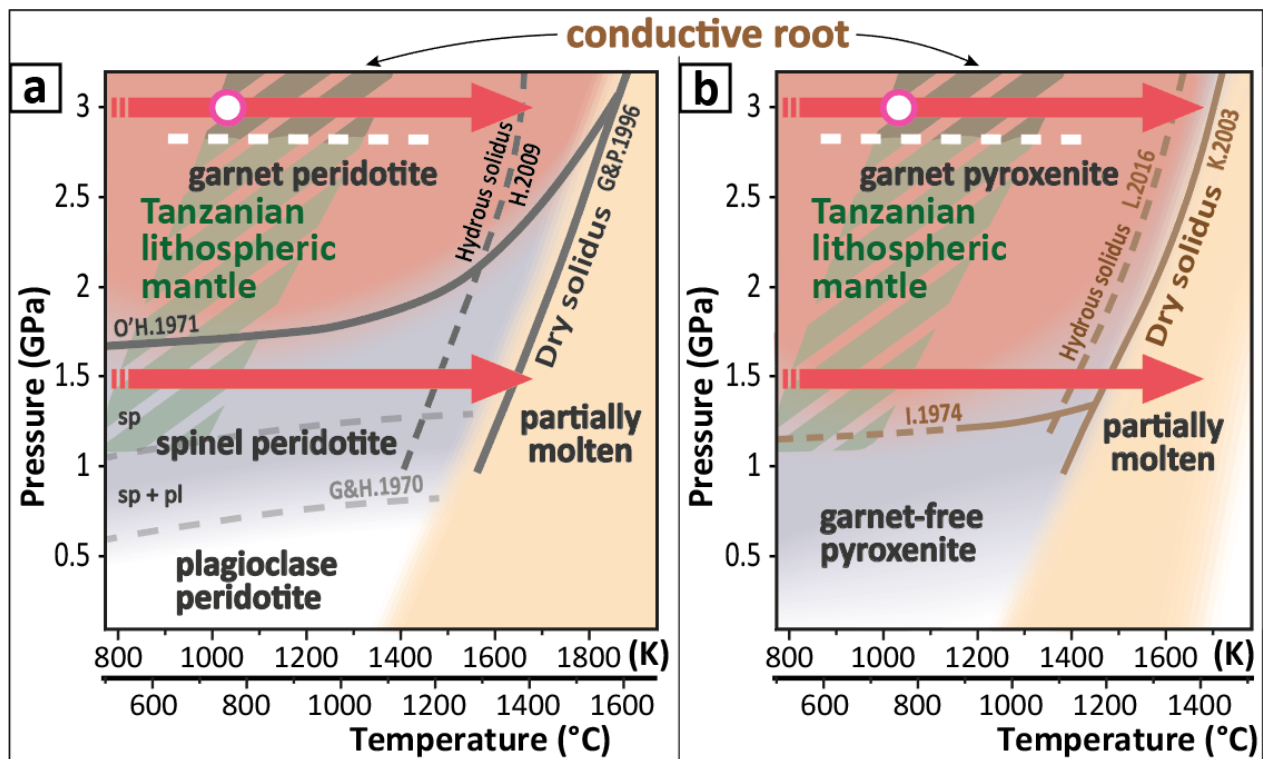 conductive root
a
Pressure (GPa)
3
2.5
2
1.5
1
0.5
garnet peridotite
Tanzanian
lithospheric
mantle
Hydrous solidus
H.2009
G&P.1996
Dry solidus
O'H.1971
sp
spinel peridotite
partially
molten
sp + pl
G&H.1970
plagioclase
peridotite
800 1000 1200 1400 1600 1800 (K)
600 800 1000 1200 1400 1600
Temperature (°C)
b
Pressure (GPa)
3
2.5
2
1.5
1
0.5
garnet pyroxenite
Tanzanian
lithospheric
mantle
Hydrous solidus L.2016
Dry solidus K.2003
I.1974
partially
molten
garnet-free
pyroxenite
800 1000 1200 1400 1600 (K)
600 800 1000 1200 1400
Temperature (°C)